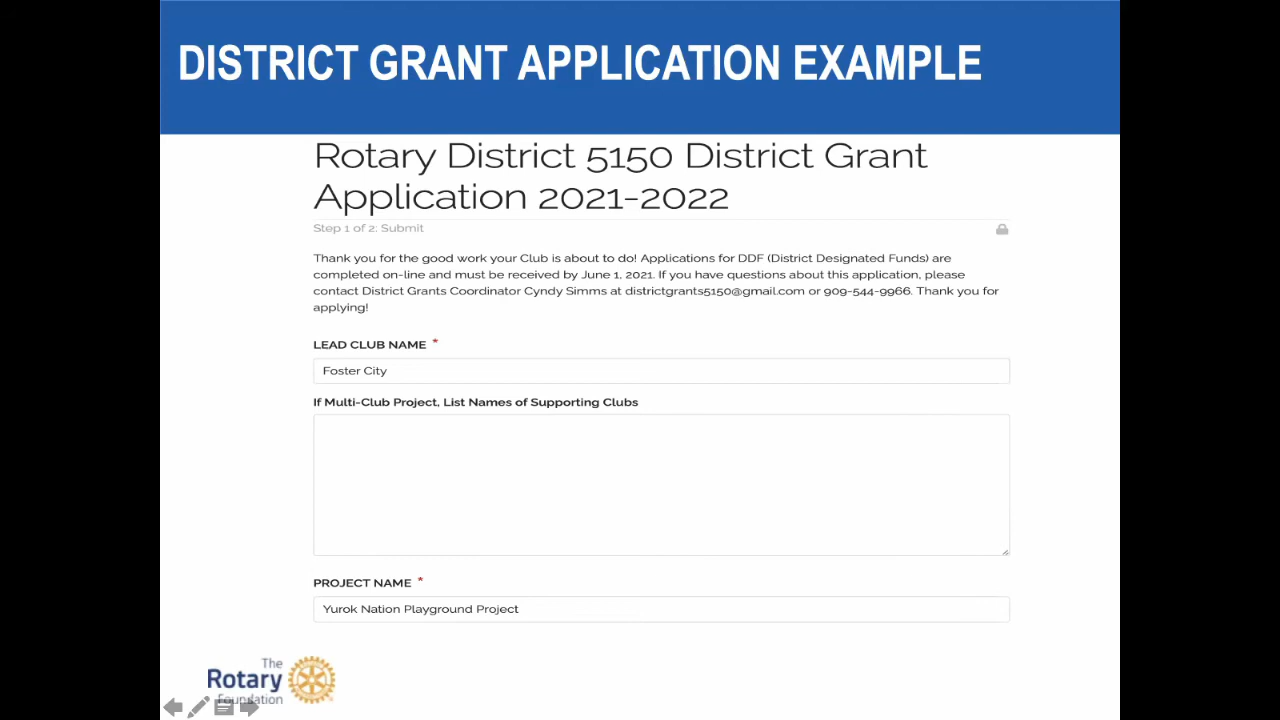 DISTRICT GRANT APPLICATION EXAMPLE
Rotary District 5150 District Grant
Application 2021-2022
Step 1 of 2: Submit
Thank you for the good work your Club is about to do! Applications for DDF (District Designated Funds) are
completed on-line and must be received by June 1, 2021. If you have questions about this application, please
contact District Grants Coordinator Cyndy Simms at districtgrants5150@gmail.com or 909-544-9966. Thank you for
applying!
LEAD CLUB NAME *
Foster City
If Multi-Club Project, List Names of Supporting Clubs
PROJECT NAME *
Yurok Nation Playground Project
The
Rotary
Foundation